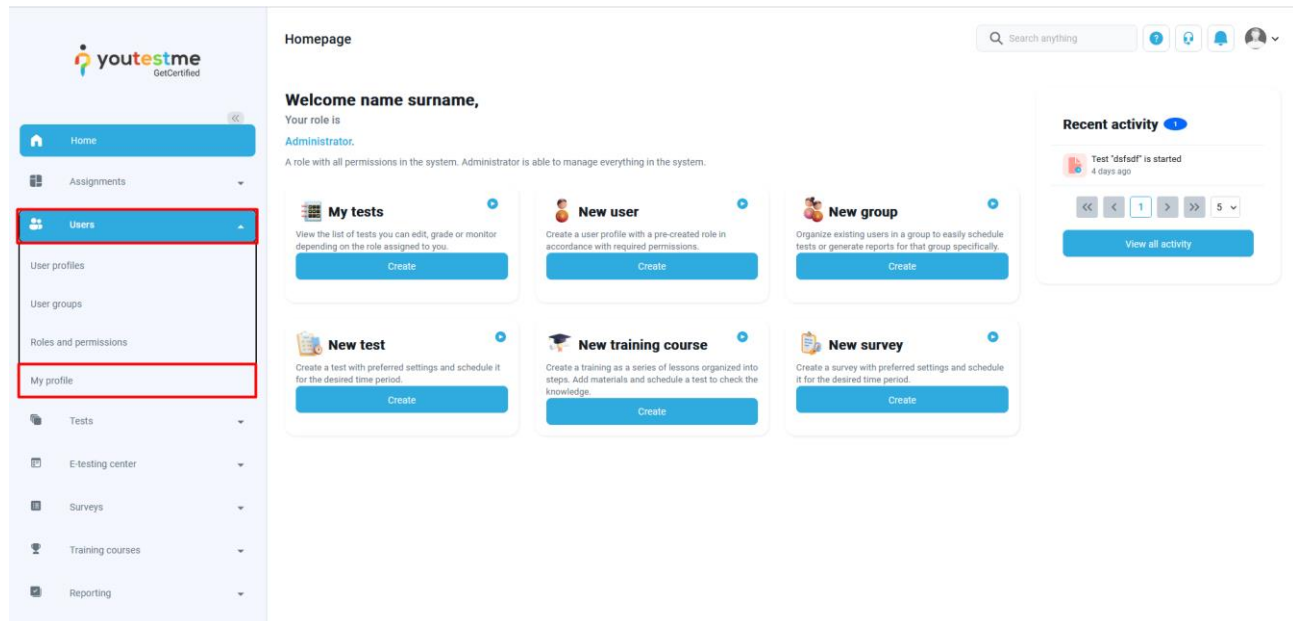 youtestme
GetCertified
Home
Assignments
Users
User profiles
User groups
Roles and permissions
My profile
Tests
E-testing center
Surveys
Training courses
Reporting
Homepage
Search anything
Welcome name surname,
Your role is
Administrator.
A role with all permissions in the system. Administrator is able to manage everything in the system.
My tests
View the list of tests you can edit, grade or monitor
depending on the role assigned to you.
Create
New user
Create a user profile with a pre-created role in
accordance with required permissions.
Create
New group
Organize existing users in a group to easily schedule
tests or generate reports for that group specifically.
Create
New test
Create a test with preferred settings and schedule it
for the desired time period.
Create
New training course
Create a training as a series of lessons organized into
steps. Add materials and schedule a test to check the
knowledge.
Create
New survey
Create a survey with preferred settings and schedule
it for the desired time period.
Create
Recent activity 1
Test "dsfsdf" is started
4 days ago
<< < 1 > >> 5
View all activity